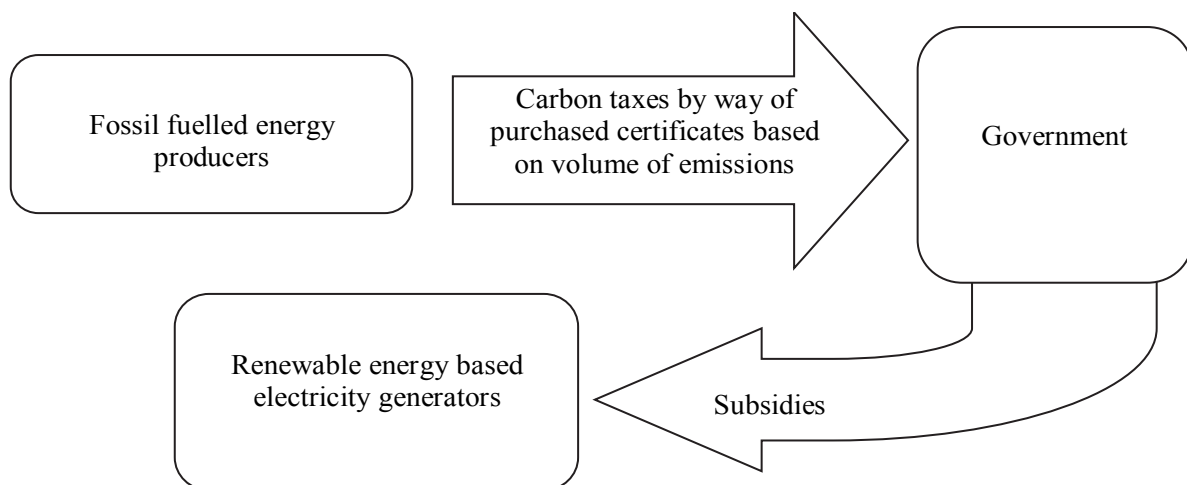 Fossil fuelled energy
producers
Carbon taxes by way of
purchased certificates based
on volume of emissions
Government
Renewable energy based
electricity generators
Subsidies